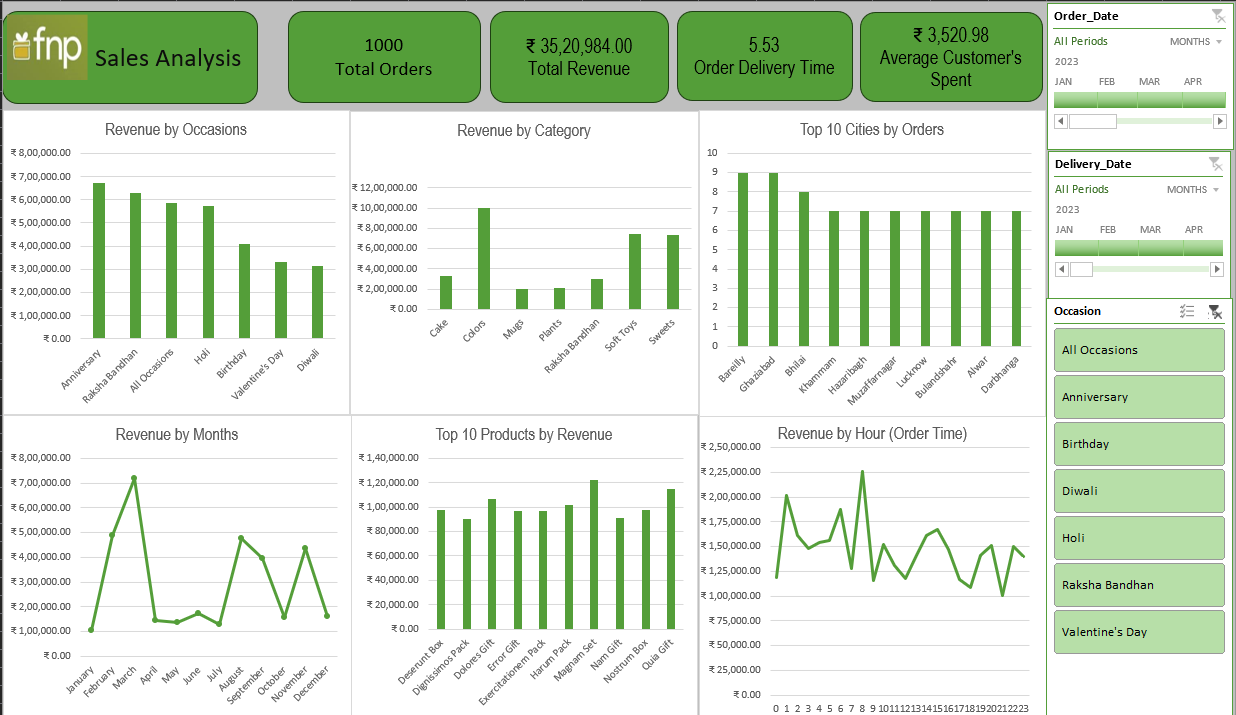 fnp
Sales Analysis
1000
Total Orders
₹ 35,20,984.00
Total Revenue
5.53
Order Delivery Time
₹ 3,520.98
Average Customer's
Spent
Order_Date
All Periods
MONTHS
2023
JAN FEB MAR APR
Delivery_Date
All Periods
MONTHS
2023
JAN FEB MAR APR
Occasion
All Occasions
Anniversary
Birthday
Diwali
Holi
Raksha Bandhan
Valentine's Day
Revenue by Occasions
₹ 8,00,000.00
₹ 7,00,000.00
₹ 6,00,000.00
₹ 5,00,000.00
₹ 4,00,000.00
₹ 3,00,000.00
₹ 2,00,000.00
₹ 1,00,000.00
₹ 0.00
Anniversary
Raksha Bandhan
All Occasions
Holi
Birthday
Valentine's Day
Diwali
Revenue by Category
₹ 12,00,000.00
₹ 10,00,000.00
₹ 8,00,000.00
₹ 6,00,000.00
₹ 4,00,000.00
₹ 2,00,000.00
₹ 0.00
Cake
Colors
Mugs
Plants
Raksha Bandhan
Soft Toys
Sweets
Top 10 Cities by Orders
10
9
8
7
6
5
4
3
2
1
0
Bareilly
Ghaziabad
Bhilai
Khammam
Hazaribagh
Muzaffarnagar
Lucknow
Bulandshahr
Alwar
Darbhanga
Revenue by Months
₹ 8,00,000.00
₹ 7,00,000.00
₹ 6,00,000.00
₹ 5,00,000.00
₹ 4,00,000.00
₹ 3,00,000.00
₹ 2,00,000.00
₹ 1,00,000.00
₹ 0.00
January
February
March
April
May
June
July
August
September
October
November
December
Top 10 Products by Revenue
₹ 1,40,000.00
₹ 1,20,000.00
₹ 1,00,000.00
₹ 80,000.00
₹ 60,000.00
₹ 40,000.00
₹ 20,000.00
₹ 0.00
Deserunt Box
Dignissimos Pack
Dolores Gift
Error Gift
Exercitationem Pack
Harum Pack
Magnam Set
Nam Gift
Nostrum Box
Quia Gift
Revenue by Hour (Order Time)
₹ 2,50,000.00
₹ 2,25,000.00
₹ 2,00,000.00
₹ 1,75,000.00
₹ 1,50,000.00
₹ 1,25,000.00
₹ 1,00,000.00
₹ 75,000.00
₹ 50,000.00
₹ 25,000.00
₹ 0.00
0 1 2 3 4 5 6 7 8 9 10 11 12 13 14 15 16 17 18 19 20 21 22 23